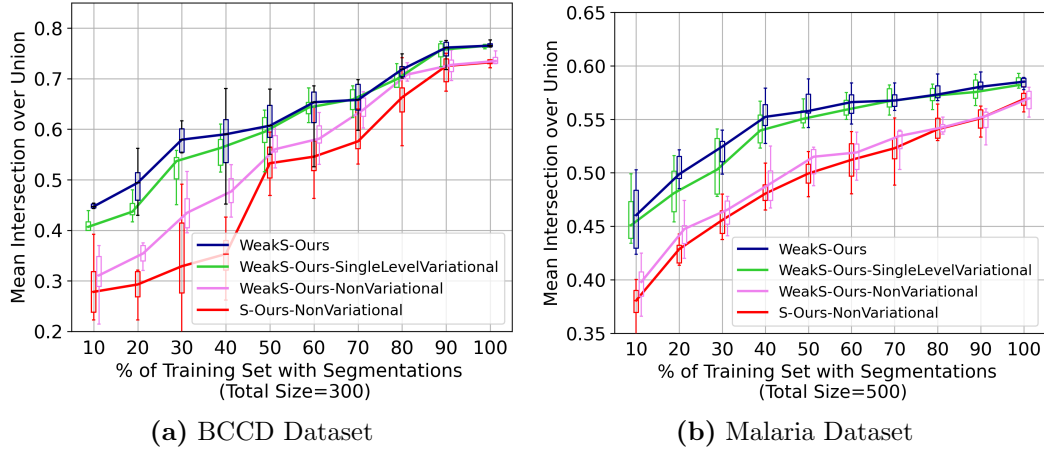 Mean Intersection over Union
0.8
0.7
0.6
0.5
0.4
0.3
0.2
WeakS-Ours
WeakS-Ours-SingleLevelVariational
WeakS-Ours-NonVariational
S-Ours-NonVariational
10 20 30 40 50 60 70 80 90 100
% of Training Set with Segmentations
(Total Size=300)
(a) BCCD Dataset
Mean Intersection over Union
0.65
0.60
0.55
0.50
0.45
0.40
0.35
WeakS-Ours
WeakS-Ours-SingleLevelVariational
WeakS-Ours-NonVariational
S-Ours-NonVariational
10 20 30 40 50 60 70 80 90 100
% of Training Set with Segmentations
(Total Size=500)
(b) Malaria Dataset